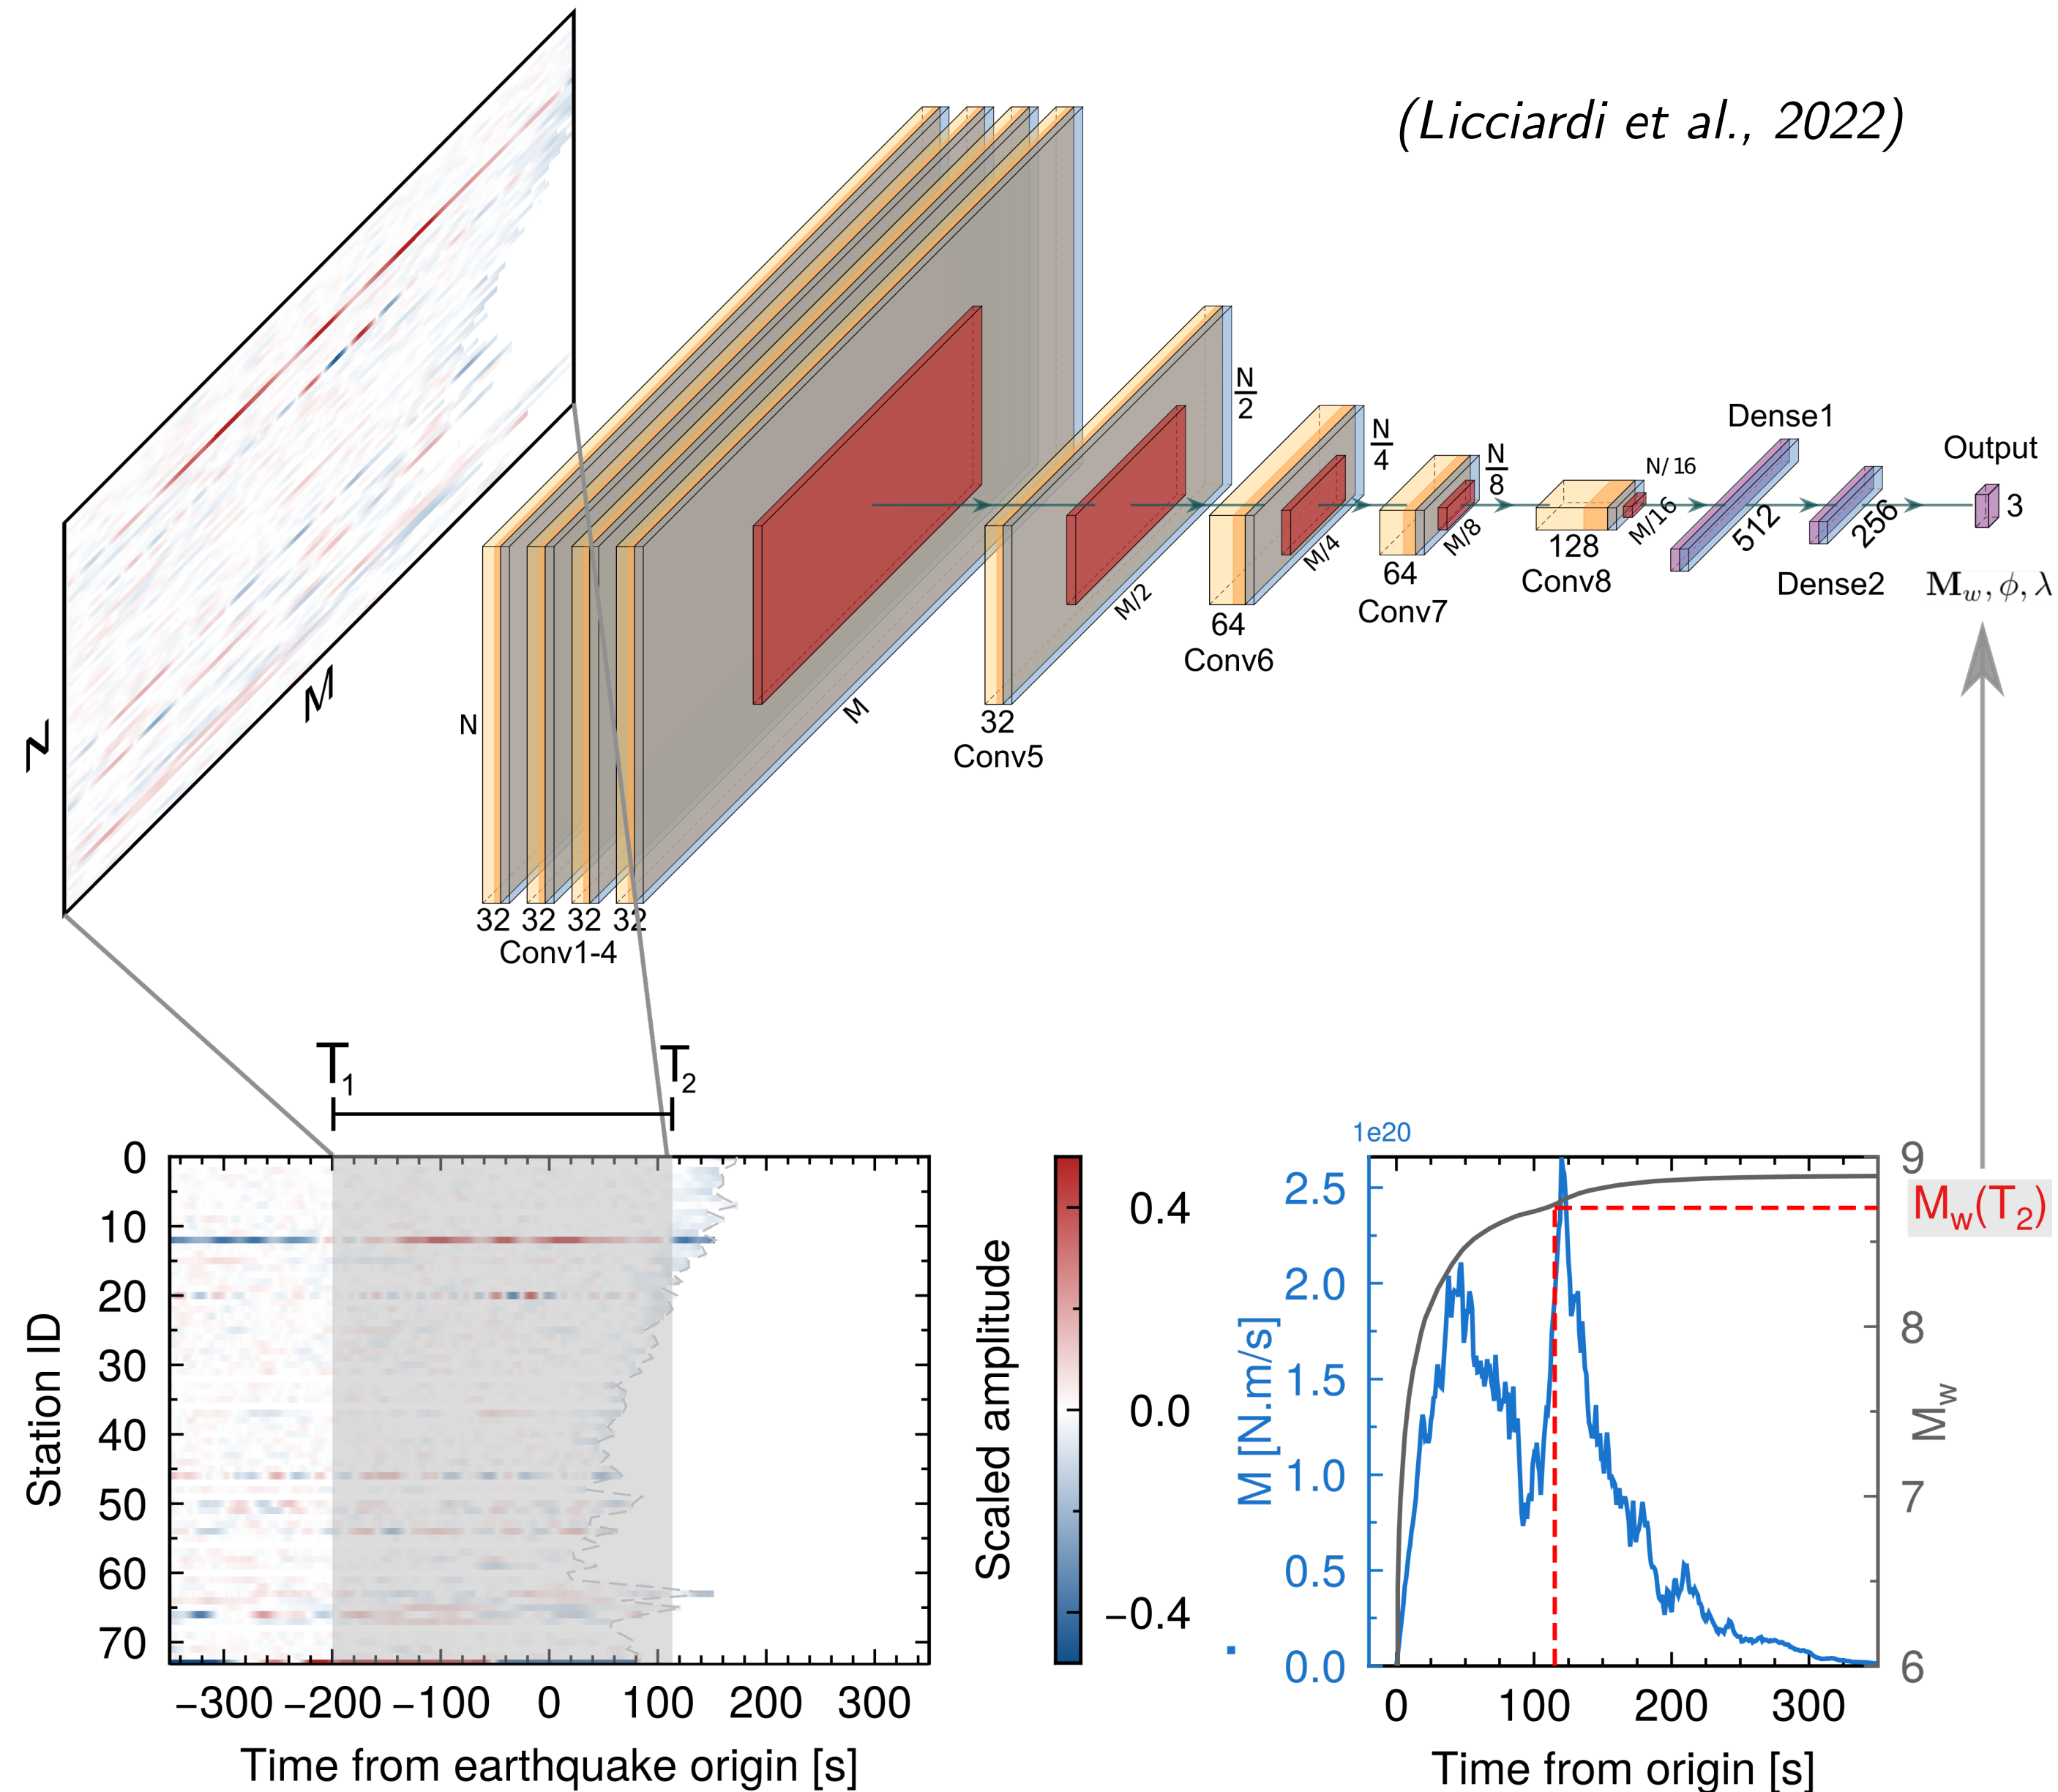 (Licciardi et al., 2022)
N
M
N
32 32 32 32
Conv1-4
M
N
2
32
Conv5
M/2
N
4
64
Conv6
M/4
N
8
64
Conv7
M/8
N/16
128
Conv8
M/16
Dense1
512
Dense2
256
Output
3
M_w, ϕ, λ
T₁
T₂
0
10
20
30
40
50
60
70
Station ID
−300 −200 −100 0 100 200 300
Time from earthquake origin [s]
0.4
0.0
−0.4
Scaled amplitude
1e20
2.5
2.0
1.5
1.0
0.5
0.0
Ṁ [N.m/s]
9
8
7
6
M_w(T₂)
M_w
0 100 200 300
Time from origin [s]